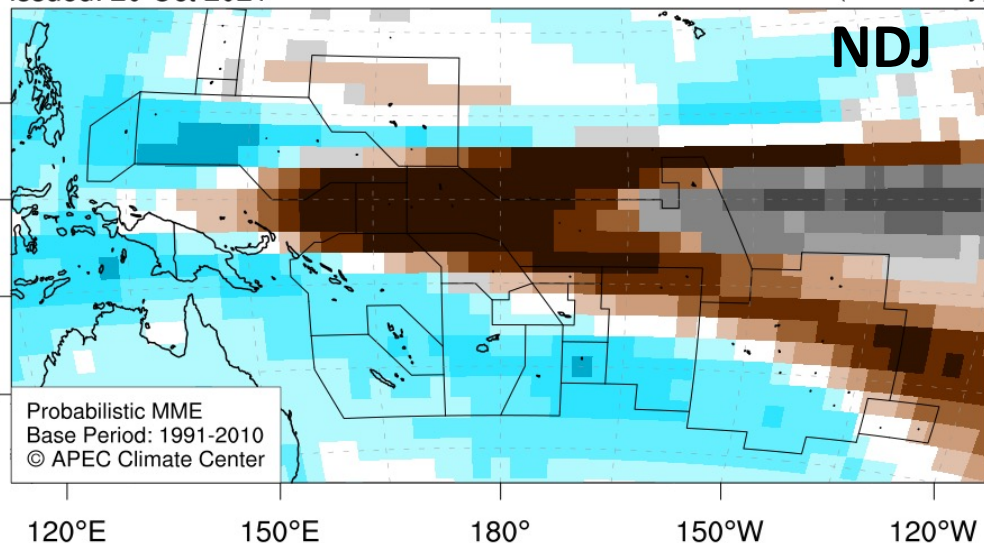 NDJ
Probabilistic MME
Base Period: 1991-2010
© APEC Climate Center
120°E 150°E 180° 150°W 120°W